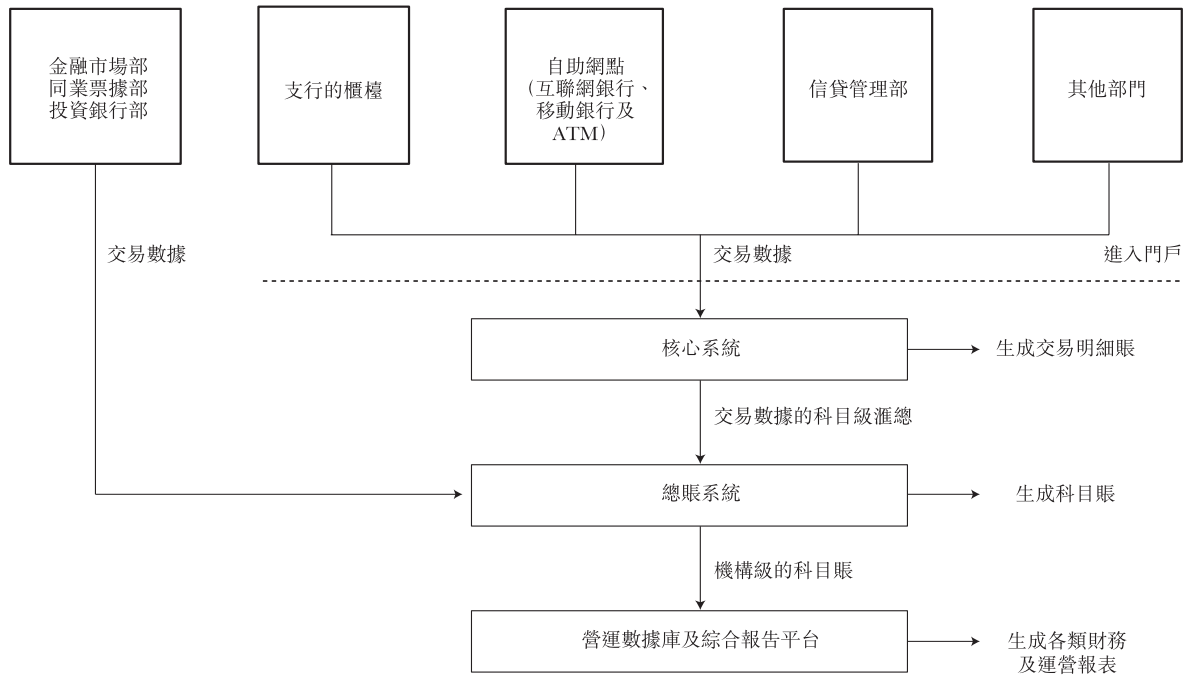 金融市場部
同業票據部
投資銀行部
支行的櫃檯
自助網點
（互聯網銀行、
移動銀行及
ATM）
信貸管理部
其他部門
交易數據
交易數據
進入門戶
核心系統
生成交易明細賬
交易數據的科目級滙總
總賬系統
生成科目賬
機構級的科目賬
營運數據庫及綜合報告平台
生成各類財務
及運營報表